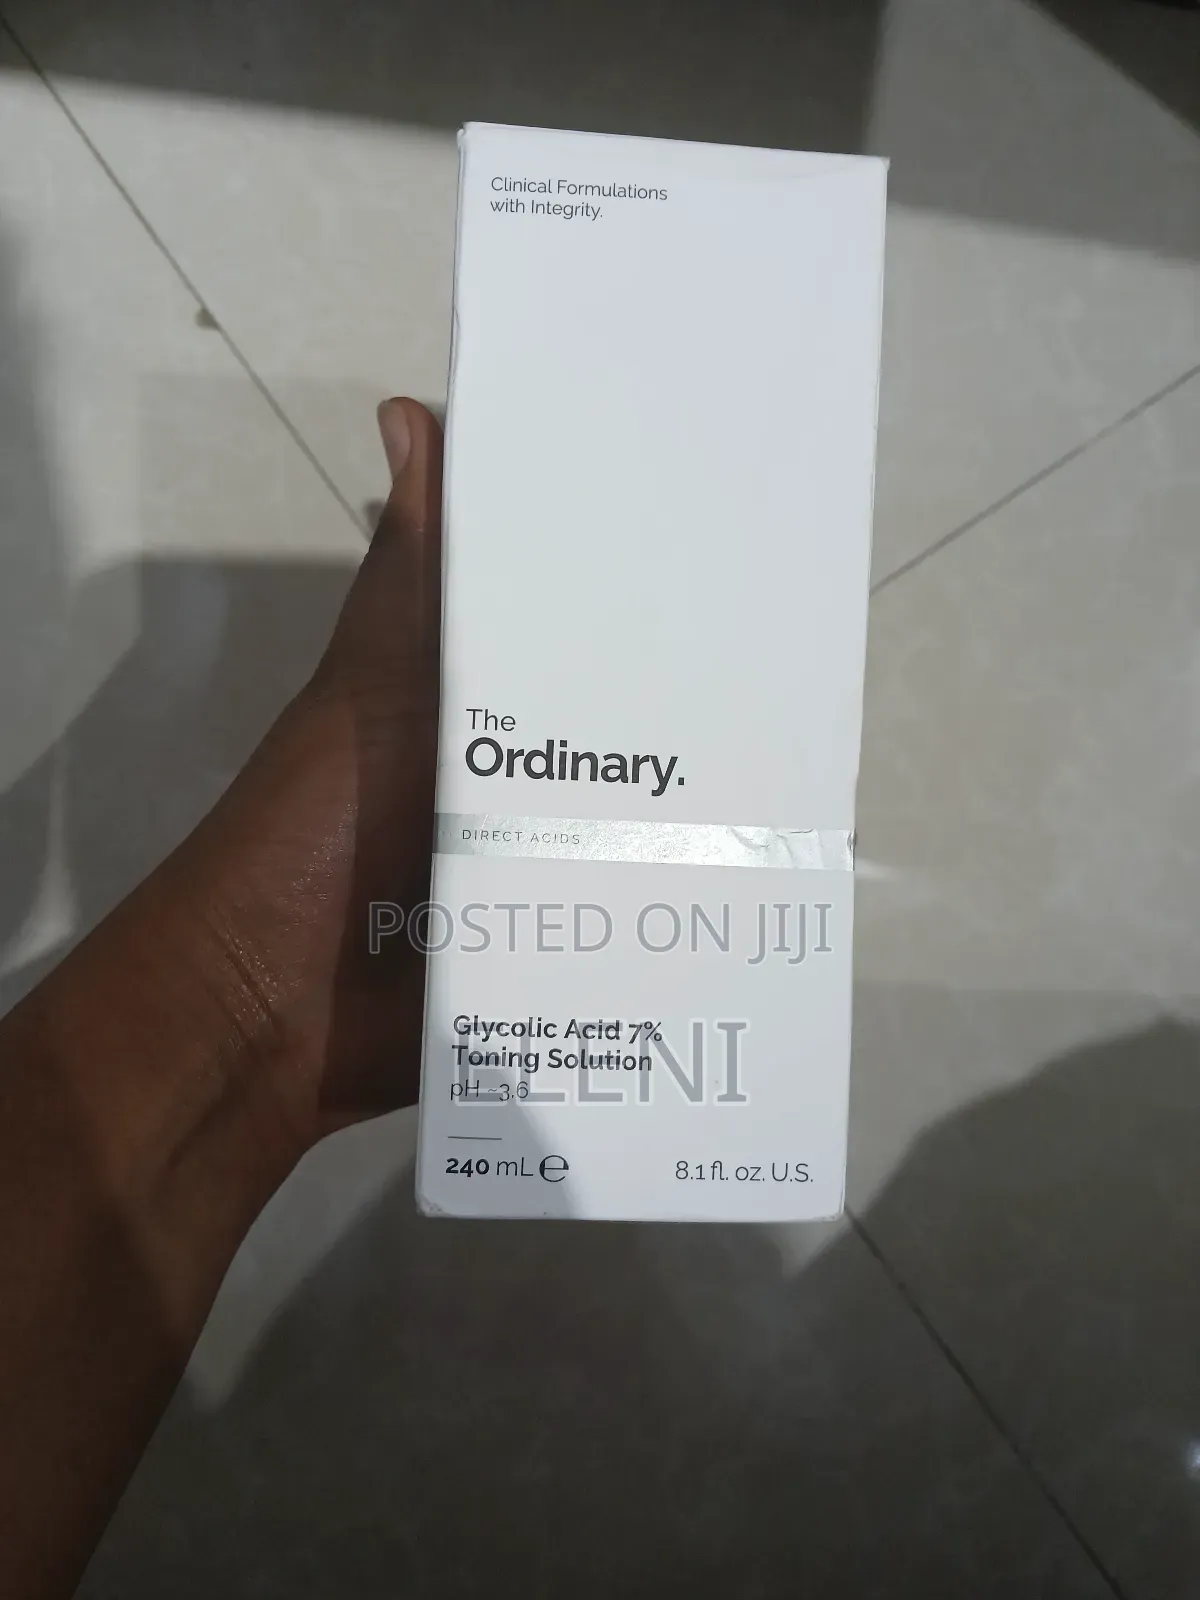 Clinical Formulations
with Integrity.
The
Ordinary.
DIRECT ACIDS
POSTED ON JIJI
Glycolic Acid 7%
Toning Solution
ELENI
pH ~3.6
240 mL ℮ 8.1 fl. oz. U.S.